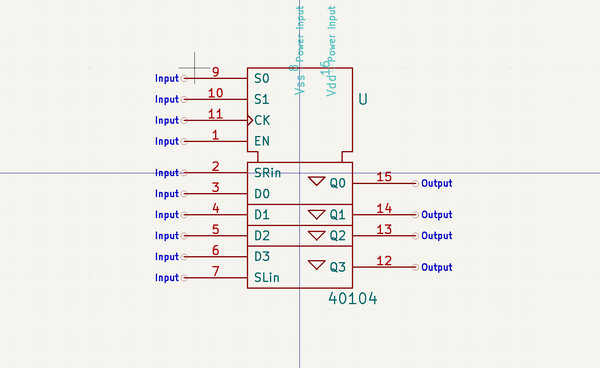 8 Power input
Vss
16 Power input
Vdd
Input 9 S0
U
Input 10 S1
Input 11 CK
Input 1 EN
Input 2 SRin
Q0 15 Output
Input 3 D0
Input 4 D1 Q1 14 Output
Input 5 D2 Q2 13 Output
Input 6 D3
Q3 12 Output
Input 7 SLin
40104